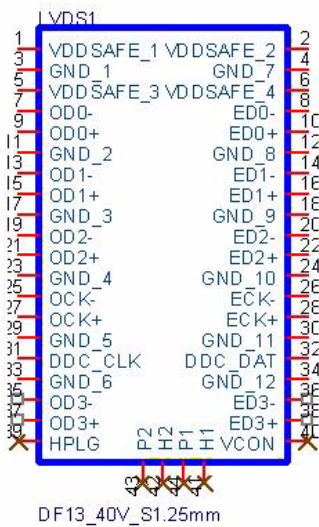 LVDS1
1 VDDSAFE_1 VDDSAFE_2 2
3 GND_1 GND_7 4
5 VDDSAFE_3 VDDSAFE_4 6
7 OD0- ED0- 8
9 OD0+ ED0+ 10
11 GND_2 GND_8 12
13 OD1- ED1- 14
15 OD1+ ED1+ 16
17 GND_3 GND_9 18
19 OD2- ED2- 20
21 OD2+ ED2+ 22
23 GND_4 GND_10 24
25 OCK- ECK- 26
27 OCK+ ECK+ 28
29 GND_5 GND_11 30
31 DDC_CLK DDC_DAT 32
33 GND_6 GND_12 34
35 OD3- ED3- 36
37 OD3+ ED3+ 38
39 HPLG P2 H2 P1 H1 VCON 40
43 42 44 41
DF13_40V_S1.25mm